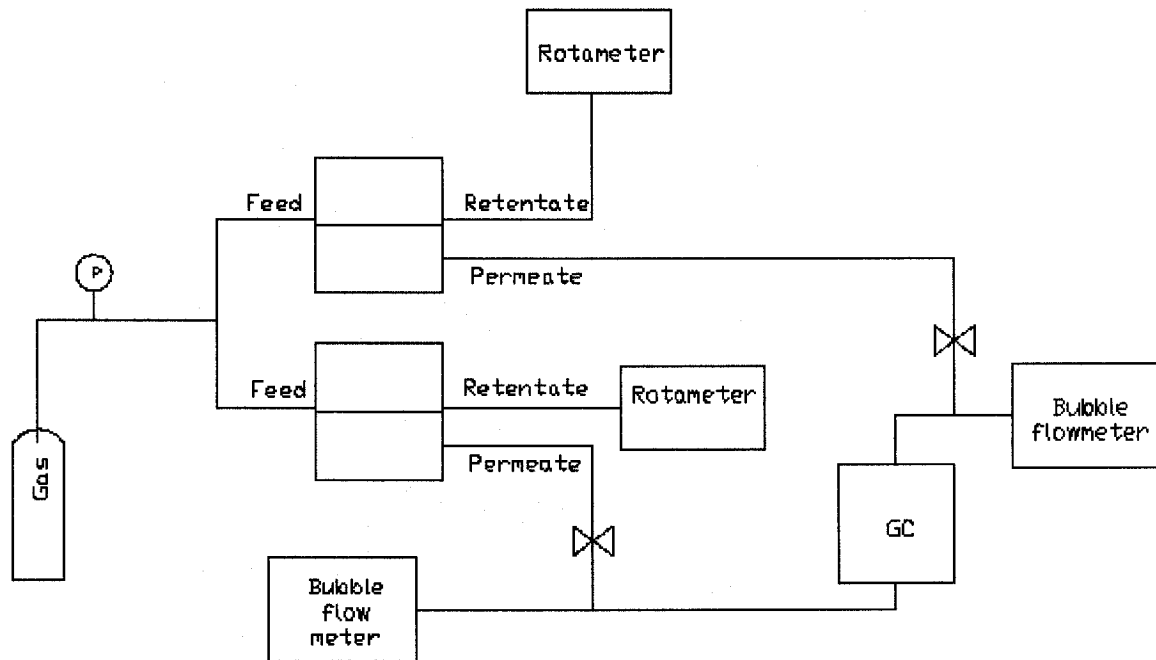 Rotameter
Feed
Retentate
Permeate
P
Feed
Retentate
Rotameter
Permeate
Bubble
flowmeter
Gas
GC
Bubble
flow
meter